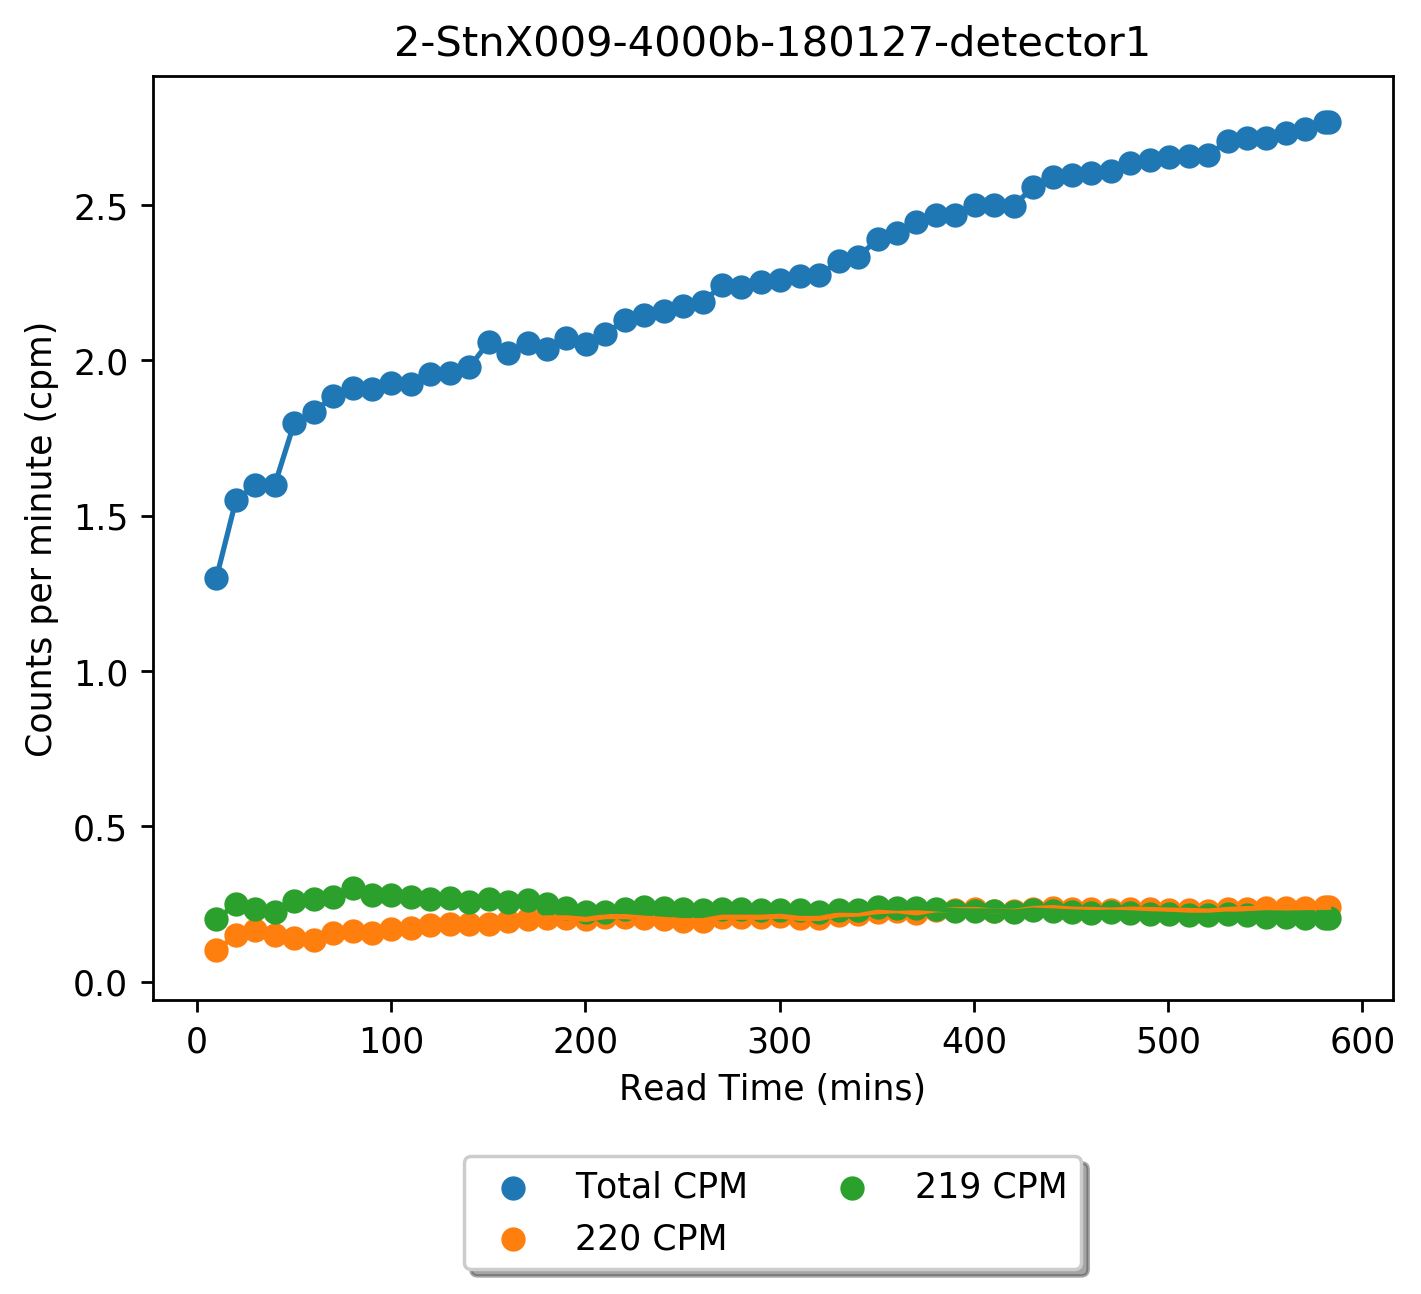 2-StnX009-4000b-180127-detector1
Counts per minute (cpm)
2.5
2.0
1.5
1.0
0.5
0.0
0 100 200 300 400 500 600
Read Time (mins)
Total CPM 219 CPM
220 CPM